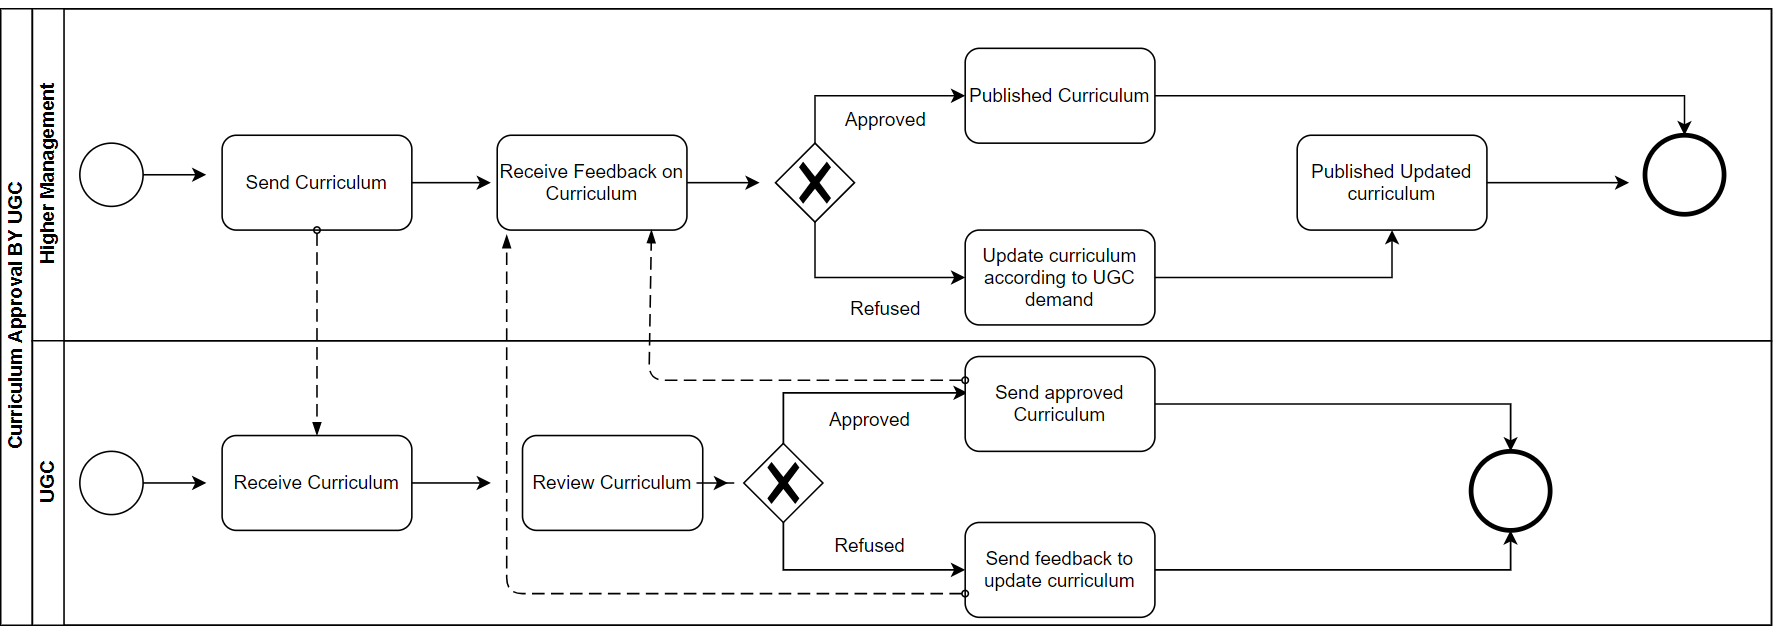 Curriculum Approval BY UGC
Higher Management
Send Curriculum
Receive Feedback on
Curriculum
Approved
Refused
Published Curriculum
Update curriculum
according to UGC
demand
Published Updated
curriculum
UGC
Receive Curriculum
Review Curriculum
Approved
Refused
Send approved
Curriculum
Send feedback to
update curriculum